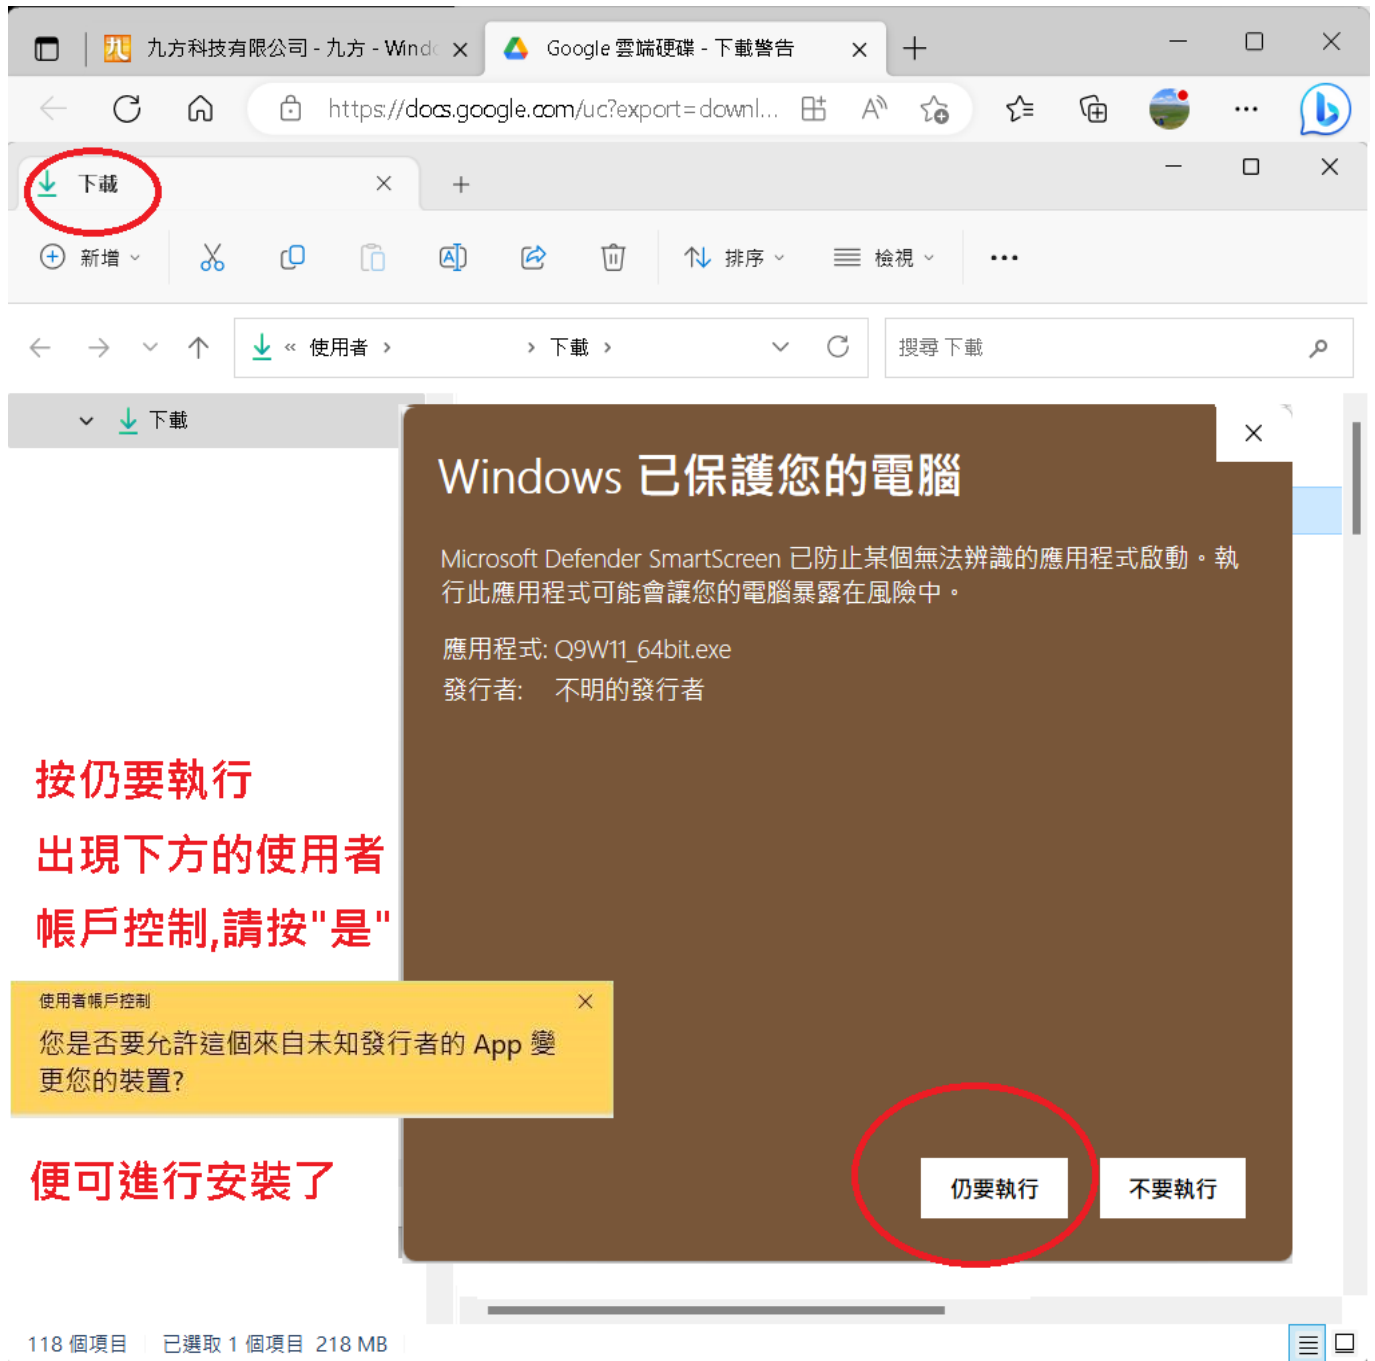 九方科技有限公司 - 九方 - Wind
Google 雲端硬碟 - 下載警告
https://docs.google.com/uc?export=downl...
下載
新增
排序
檢視
« 使用者 › › 下載 ›
搜尋 下載
下載
Windows 已保護您的電腦
Microsoft Defender SmartScreen 已防止某個無法辨識的應用程式啟動。執
行此應用程式可能會讓您的電腦暴露在風險中。
應用程式: Q9W11_64bit.exe
發行者: 不明的發行者
按仍要執行
出現下方的使用者
帳戶控制,請按"是"
使用者帳戶控制
您是否要允許這個來自未知發行者的 App 變
更您的裝置?
便可進行安裝了
仍要執行
不要執行
118 個項目 已選取 1 個項目 218 MB